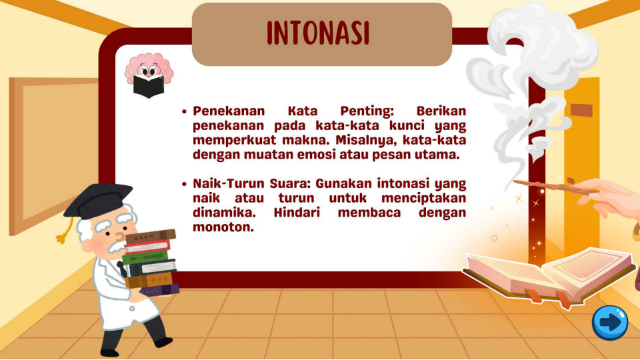 INTONASI
• Penekanan Kata Penting: Berikan
penekanan pada kata-kata kunci yang
memperkuat makna. Misalnya, kata-kata
dengan muatan emosi atau pesan utama.
• Naik-Turun Suara: Gunakan intonasi yang
naik atau turun untuk menciptakan
dinamika. Hindari membaca dengan
monoton.